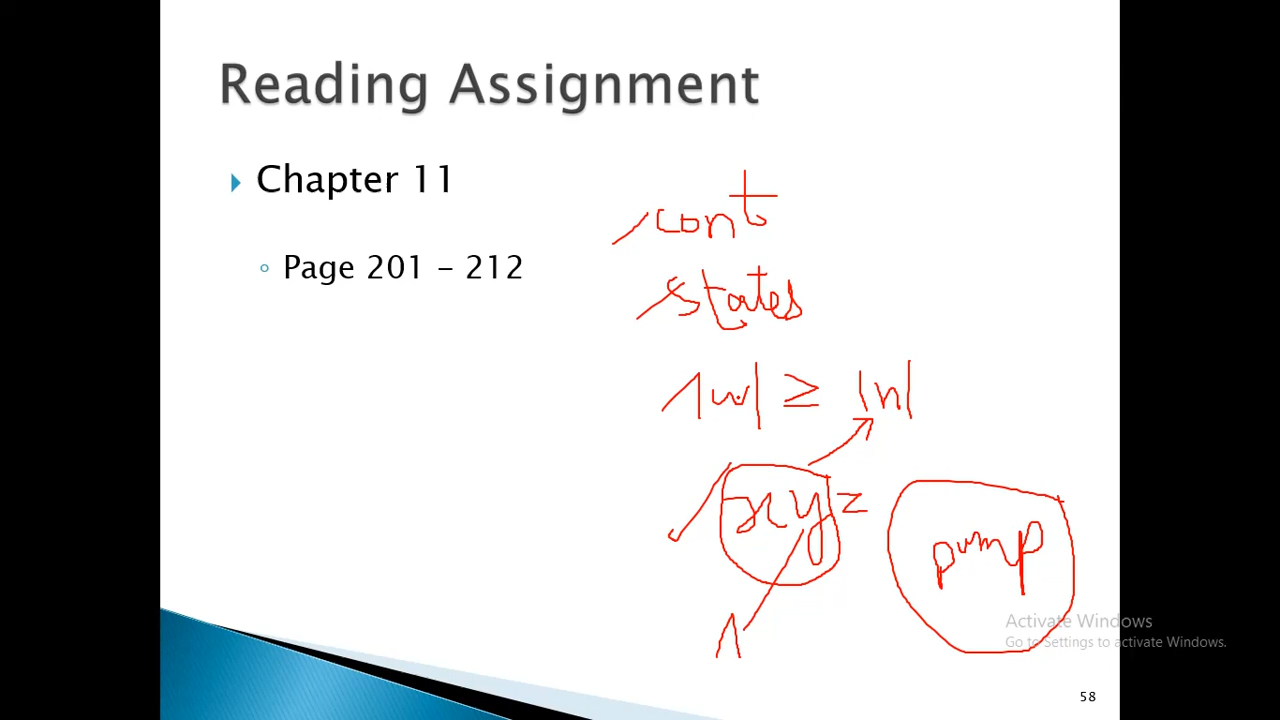 Reading Assignment
Chapter 11
cont
Page 201 – 212
states
|w| ≥ |n|
xyz
pump
Λ
Activate Windows
Go to Settings to activate Windows.
58